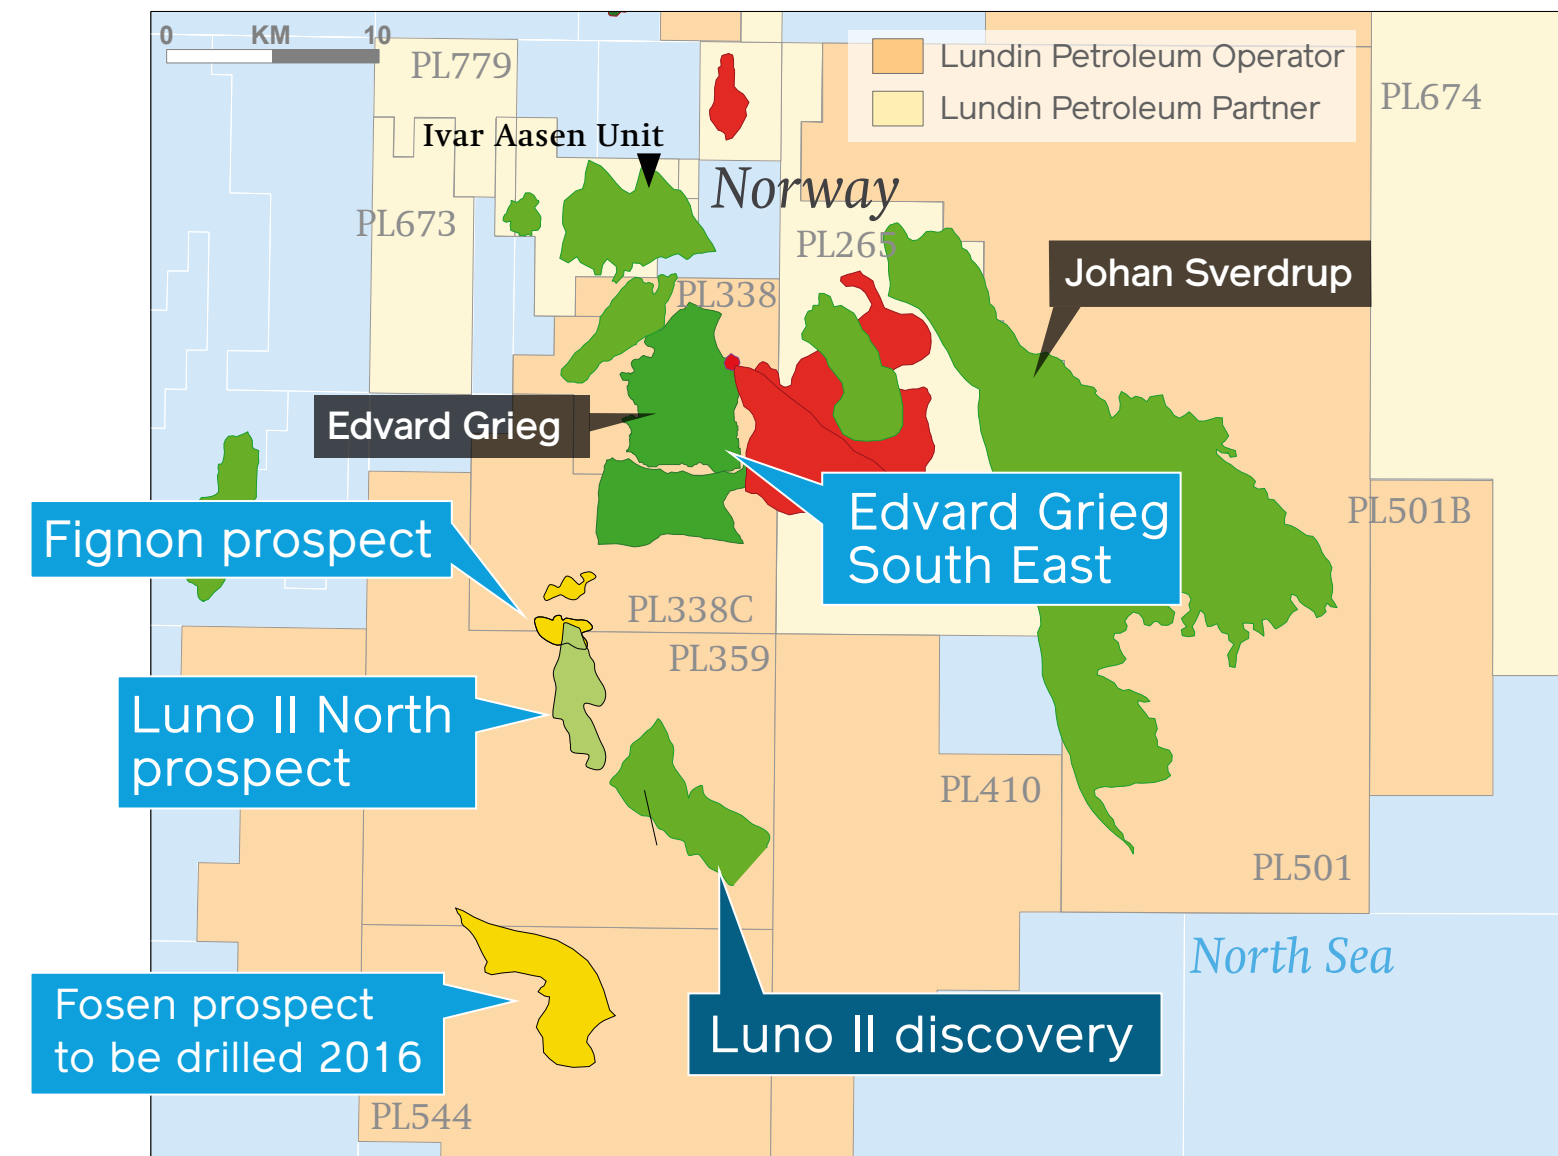 0 KM 10
PL779
Lundin Petroleum Operator
Lundin Petroleum Partner
PL674
Ivar Aasen Unit
Norway
PL673
PL265
Johan Sverdrup
PL338
Edvard Grieg
Edvard Grieg
South East
PL501B
Fignon prospect
PL338C
PL359
Luno II North
prospect
PL410
PL501
North Sea
Fosen prospect
to be drilled 2016
Luno II discovery
PL544